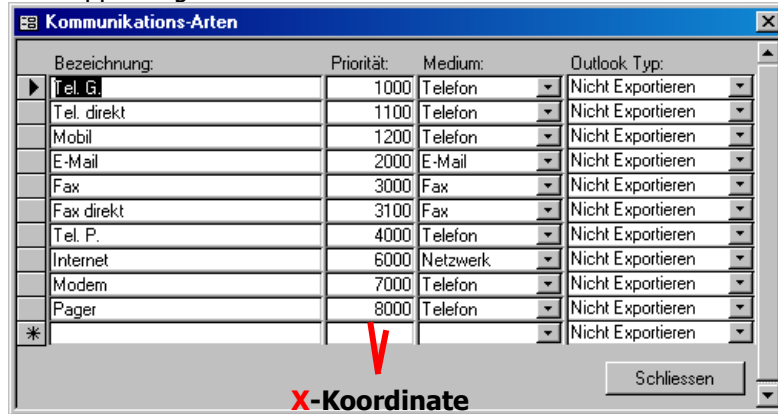 Kommunikations-Arten
Bezeichnung: Priorität: Medium: Outlook Typ:
Tel. G. 1000 Telefon Nicht Exportieren
Tel. direkt 1100 Telefon Nicht Exportieren
Mobil 1200 Telefon Nicht Exportieren
E-Mail 2000 E-Mail Nicht Exportieren
Fax 3000 Fax Nicht Exportieren
Fax direkt 3100 Fax Nicht Exportieren
Tel. P. 4000 Telefon Nicht Exportieren
Internet 6000 Netzwerk Nicht Exportieren
Modem 7000 Telefon Nicht Exportieren
Pager 8000 Telefon Nicht Exportieren
Nicht Exportieren
Schliessen
X-Koordinate